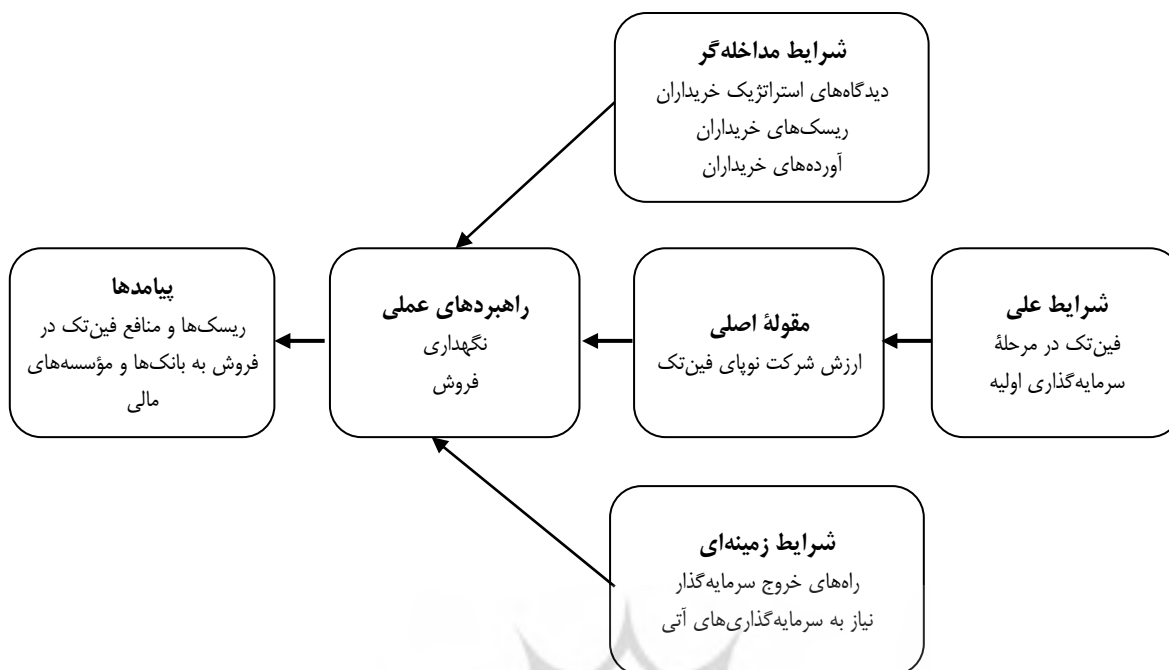 شرایط مداخله‌گر
دیدگاه‌های استراتژیک خریداران
ریسک‌های خریداران
آورده‌های خریداران
شرایط علی
فین‌تک در مرحلۀ
سرمایه‌گذاری اولیه
مقولۀ اصلی
ارزش شرکت نوپای فین‌تک
راهبردهای عملی
نگهداری
فروش
پیامدها
ریسک‌ها و منافع فین‌تک در
فروش به بانک‌ها و مؤسسه‌های
مالی
شرایط زمینه‌ای
راه‌های خروج سرمایه‌گذار
نیاز به سرمایه‌گذاری‌های آتی